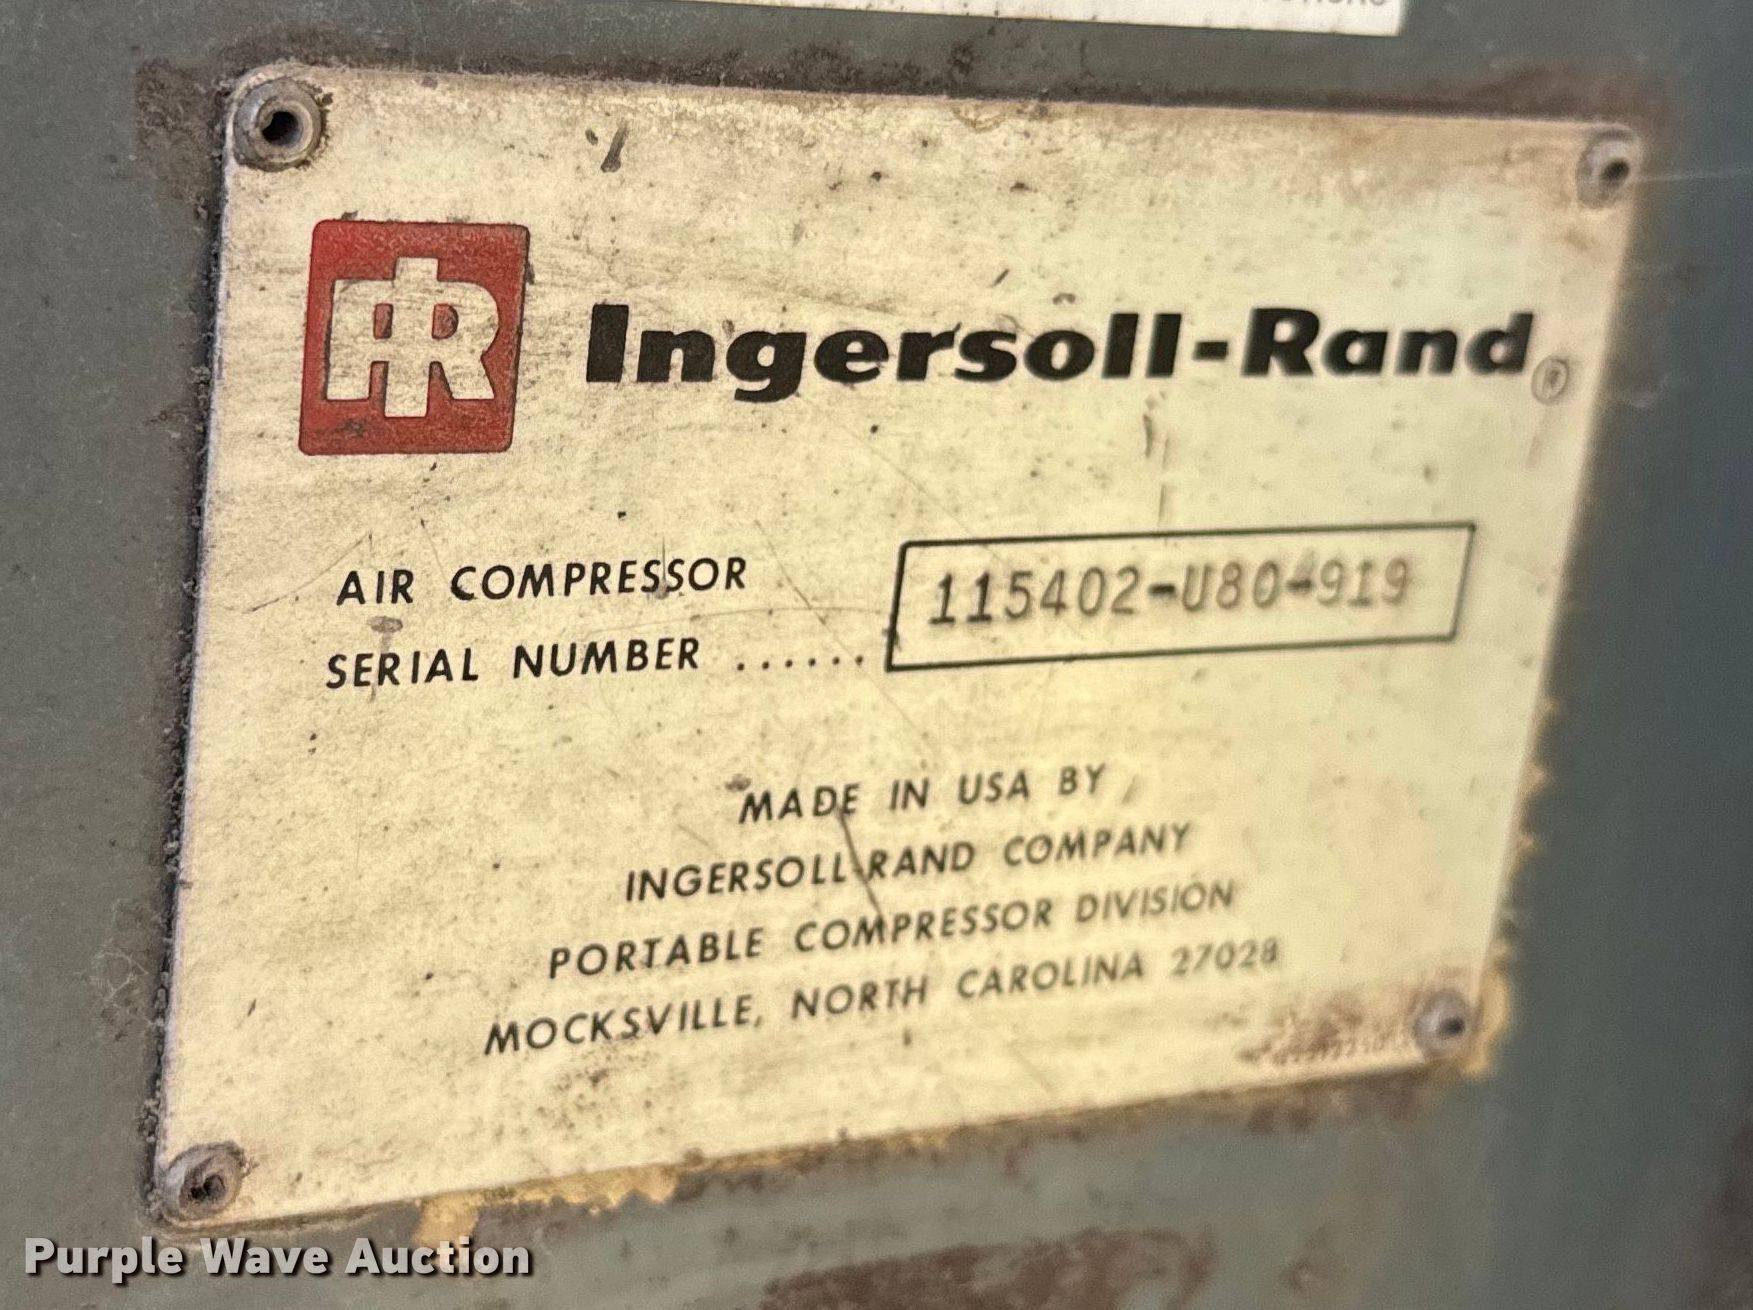 IR Ingersoll-Rand®
AIR COMPRESSOR
SERIAL NUMBER ...... 115402-U80-919
MADE IN USA BY
INGERSOLL-RAND COMPANY
PORTABLE COMPRESSOR DIVISION
MOCKSVILLE, NORTH CAROLINA 27028
Purple Wave Auction